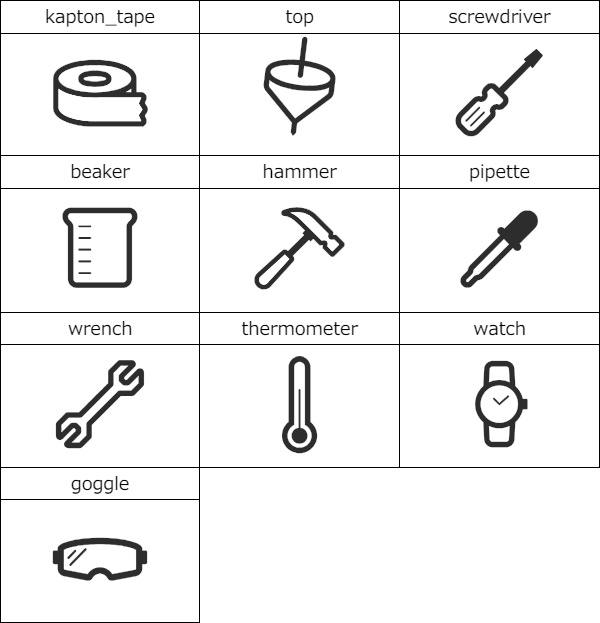 kapton_tape
top
screwdriver
beaker
hammer
pipette
wrench
thermometer
watch
goggle